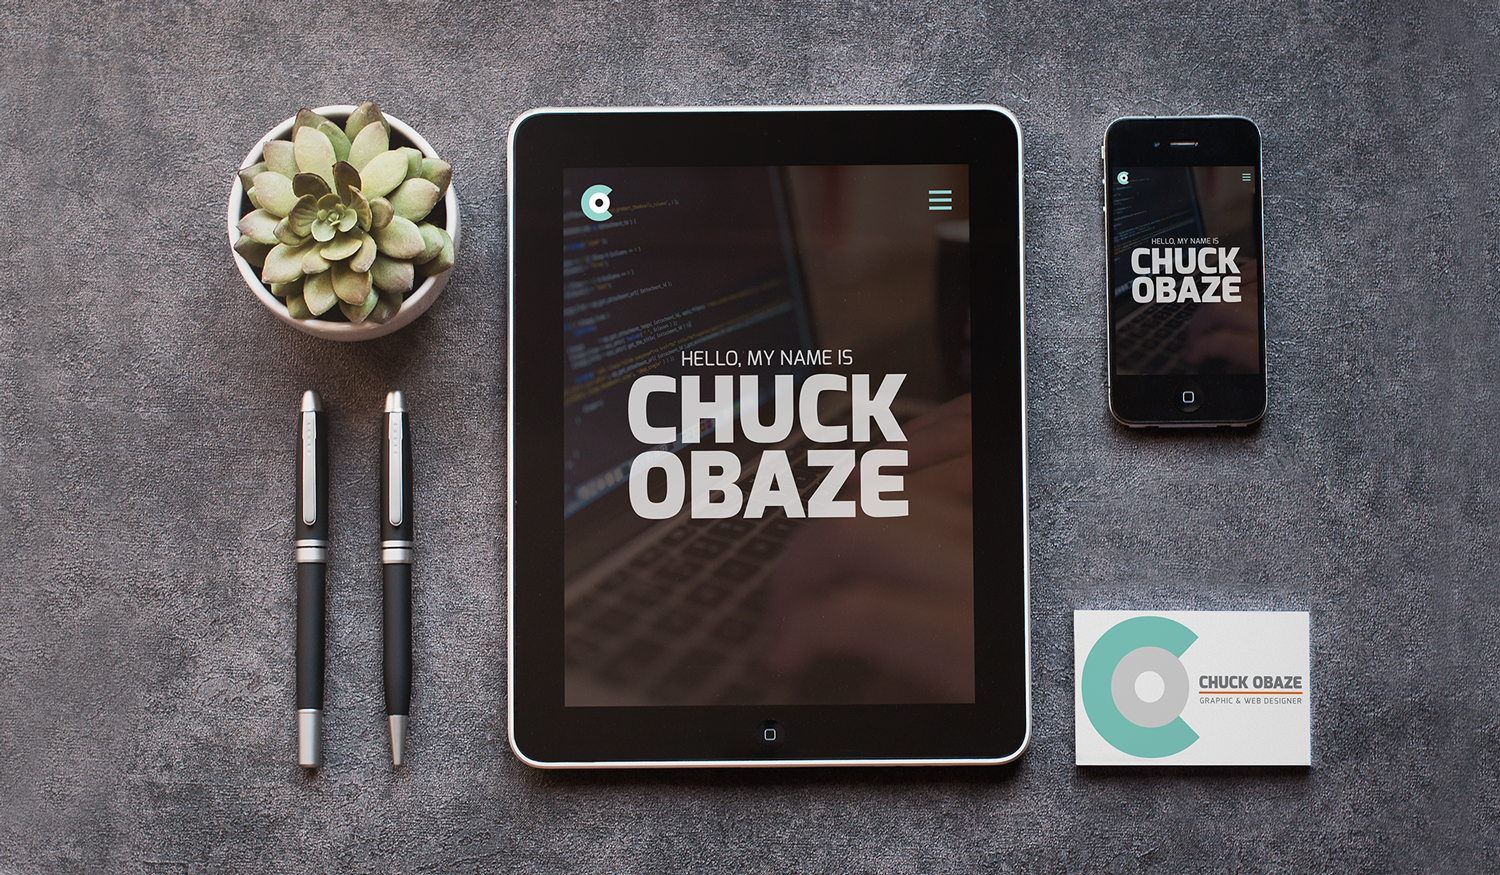 HELLO, MY NAME IS
CHUCK
OBAZE
HELLO, MY NAME IS
CHUCK
OBAZE
CHUCK OBAZE
GRAPHIC & WEB DESIGNER